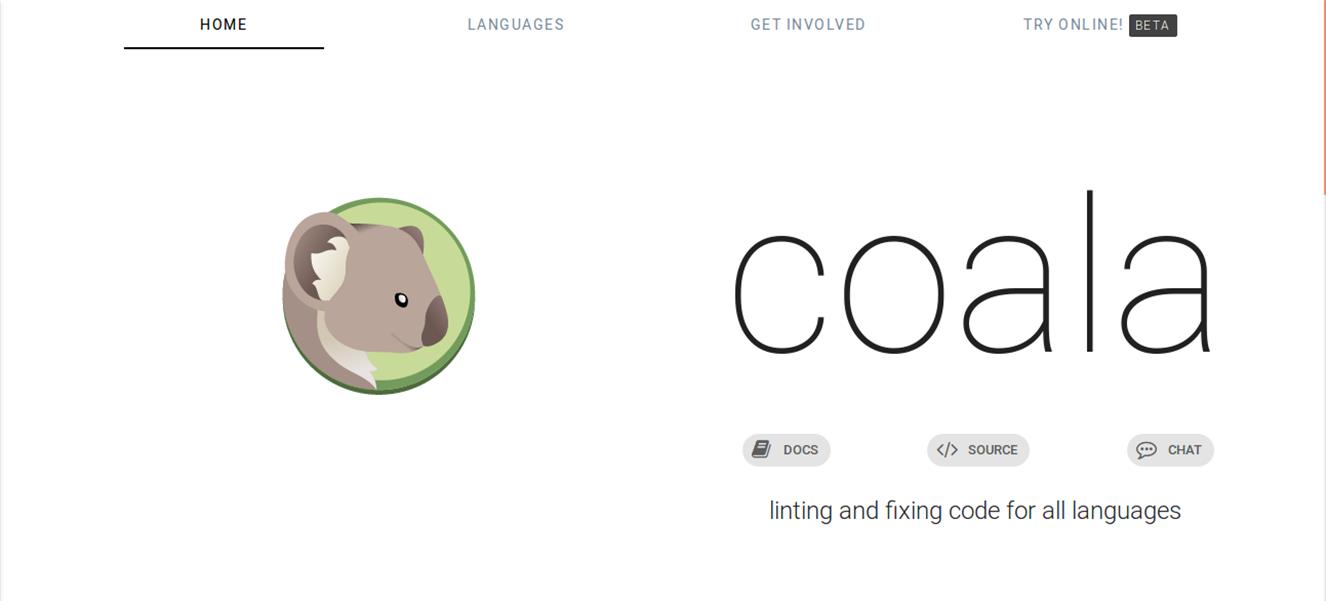 HOME LANGUAGES GET INVOLVED TRY ONLINE! BETA
coala
DOCS SOURCE CHAT
linting and fixing code for all languages